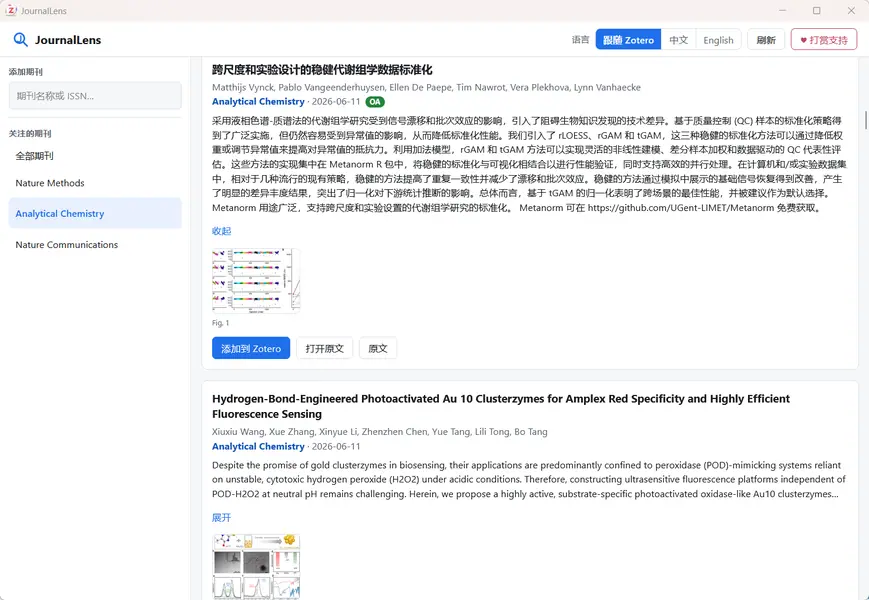 JournalLens
JournalLens
语言
跟随 Zotero
中文
English
刷新
♥ 打赏支持
添加期刊
期刊名称或 ISSN...
关注的期刊
全部期刊
Nature Methods
Analytical Chemistry
Nature Communications
跨尺度和实验设计的稳健代谢组学数据标准化
Matthijs Vynck, Pablo Vangeenderhuysen, Ellen De Paepe, Tim Nawrot, Vera Plekhova, Lynn Vanhaecke
Analytical Chemistry · 2026-06-11 OA
采用液相色谱-质谱法的代谢组学研究受到信号漂移和批次效应的影响，引入了阻碍生物知识发现的技术差异。基于质量控制 (QC) 样本的标准化策略得
到了广泛实施，但仍然容易受到异常值的影响，从而降低标准化性能。我们引入了 rLOESS、rGAM 和 tGAM，这三种稳健的标准化方法可以通过降低权
重或调节异常值来提高对异常值的抵抗力。利用加法模型，rGAM 和 tGAM 方法可以实现灵活的非线性建模、差分样本加权和数据驱动的 QC 代表性评
估。这些方法的实现集中在 Metanorm R 包中，将稳健的标准化与可视化相结合以进行性能验证，同时支持高效的并行处理。在计算机和/或实验数据集
中，相对于几种流行的现有策略，稳健的方法提高了重复一致性并减少了漂移和批次效应。稳健的方法通过模拟中展示的基础信号恢复得到改善，产生
了明显的差异丰度结果，突出了归一化对下游统计推断的影响。总体而言，基于 tGAM 的归一化表明了跨场景的最佳性能，并被建议作为默认选择。
Metanorm 用途广泛，支持跨尺度和实验设置的代谢组学研究的标准化。 Metanorm 可在 https://github.com/UGent-LIMET/Metanorm 免费获取。
收起
Fig. 1
添加到 Zotero
打开原文
原文
Hydrogen-Bond-Engineered Photoactivated Au 10 Clusterzymes for Amplex Red Specificity and Highly Efficient
Fluorescence Sensing
Xiuxiu Wang, Xue Zhang, Xinyue Li, Zhenzhen Chen, Yue Tang, Lili Tong, Bo Tang
Analytical Chemistry · 2026-06-11
Despite the promise of gold clusterzymes in biosensing, their applications are predominantly confined to peroxidase (POD)-mimicking systems reliant
on unstable, cytotoxic hydrogen peroxide (H2O2) under acidic conditions. Therefore, constructing ultrasensitive fluorescence platforms independent of
POD-H2O2 at neutral pH remains challenging. Herein, we propose a highly active, substrate-specific photoactivated oxidase-like Au10 clusterzymes...
展开